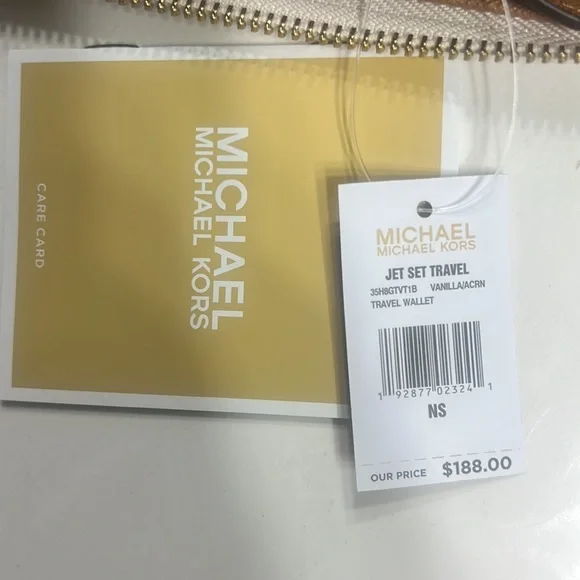 MICHAEL
MICHAEL KORS
CARE CARD
MICHAEL
MICHAEL KORS
JET SET TRAVEL
35H8GTVT1B VANILLA/ACRN
TRAVEL WALLET
1 92877 02324 1
NS
OUR PRICE $188.00